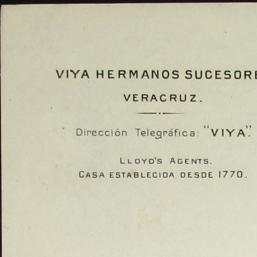 VIYA HERMANOS SUCESORE
VERACRUZ.
Dirección Telegráfica: "VIYA".
LLOYD'S AGENTS.
CASA ESTABLECIDA DESDE 1770.